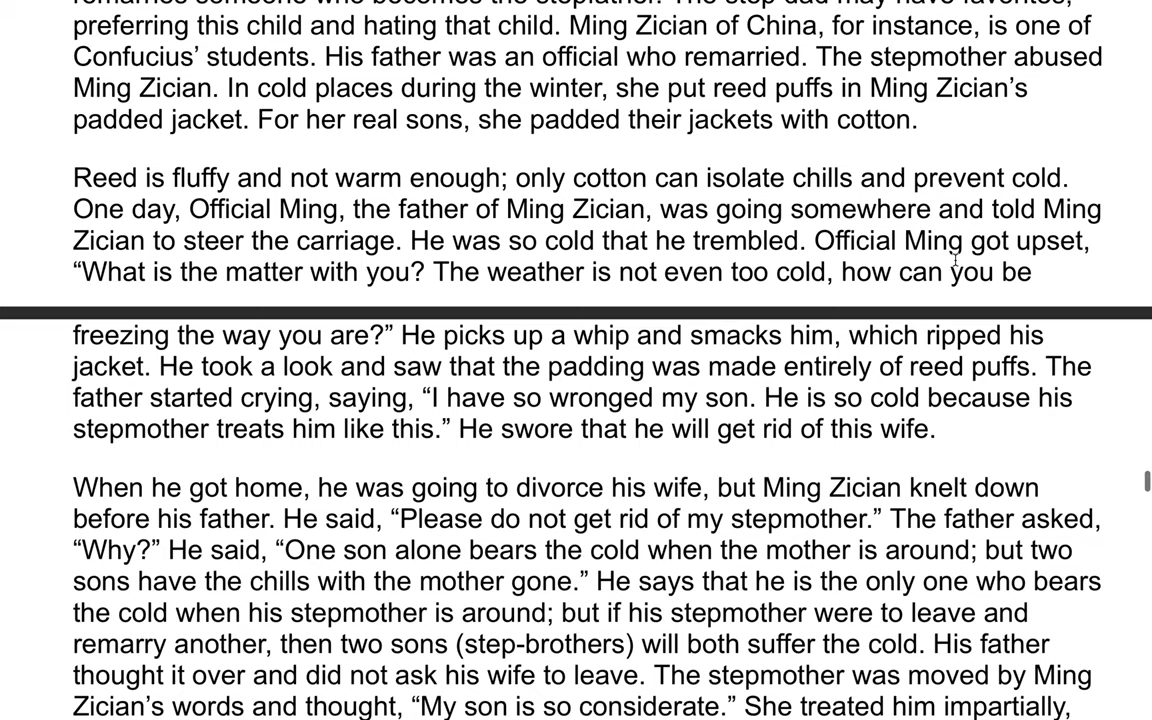 remarries someone who becomes the stepfather. The step dad may have favorites,
preferring this child and hating that child. Ming Zician of China, for instance, is one of
Confucius’ students. His father was an official who remarried. The stepmother abused
Ming Zician. In cold places during the winter, she put reed puffs in Ming Zician’s
padded jacket. For her real sons, she padded their jackets with cotton.
Reed is fluffy and not warm enough; only cotton can isolate chills and prevent cold.
One day, Official Ming, the father of Ming Zician, was going somewhere and told Ming
Zician to steer the carriage. He was so cold that he trembled. Official Ming got upset,
“What is the matter with you? The weather is not even too cold, how can you be
freezing the way you are?” He picks up a whip and smacks him, which ripped his
jacket. He took a look and saw that the padding was made entirely of reed puffs. The
father started crying, saying, “I have so wronged my son. He is so cold because his
stepmother treats him like this.” He swore that he will get rid of this wife.
When he got home, he was going to divorce his wife, but Ming Zician knelt down
before his father. He said, “Please do not get rid of my stepmother.” The father asked,
“Why?” He said, “One son alone bears the cold when the mother is around; but two
sons have the chills with the mother gone.” He says that he is the only one who bears
the cold when his stepmother is around; but if his stepmother were to leave and
remarry another, then two sons (step-brothers) will both suffer the cold. His father
thought it over and did not ask his wife to leave. The stepmother was moved by Ming
Zician’s words and thought, “My son is so considerate.” She treated him impartially,